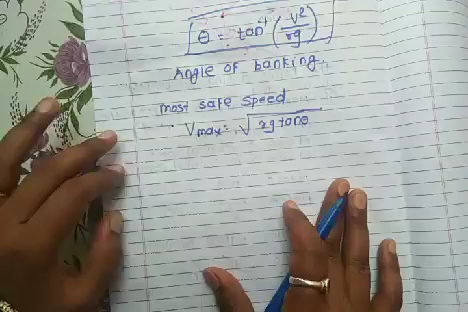 θ = tan⁻¹ (v²/rg)
Angle of banking.
most safe speed
Vmax = √rg tanθ